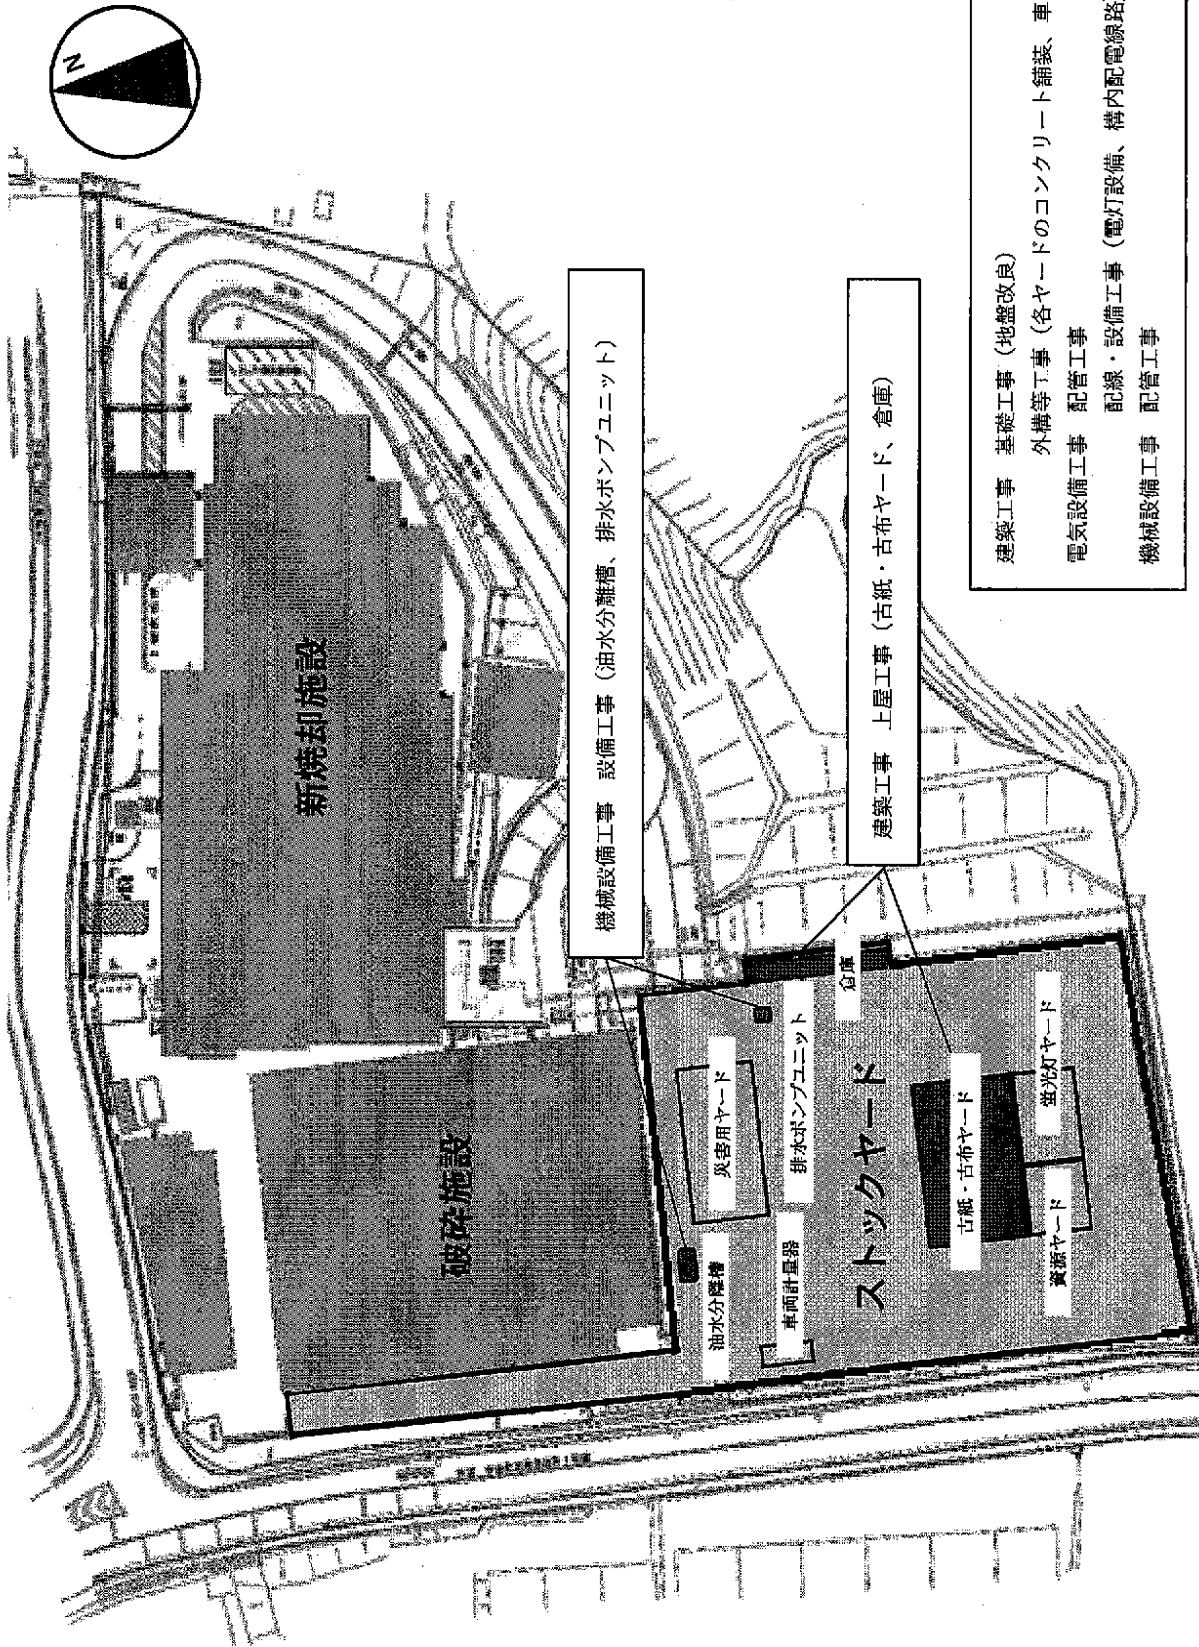 N
新焼却施設
破砕施設
機械設備工事　設備工事（油水分離槽、排水ポンプユニット）
建築工事　上屋工事（古紙・古布ヤード、倉庫）
災害用ヤード
排水ポンプユニット
倉庫
油水分離槽
車両計量器
ストックヤード
古紙・古布ヤード
蛍光灯ヤード
資源ヤード
建築工事　基礎工事（地盤改良）
外構等工事（各ヤードのコンクリート舗装、車
電気設備工事　配管工事
配線・設備工事（電灯設備、構内配電線路
機械設備工事　配管工事